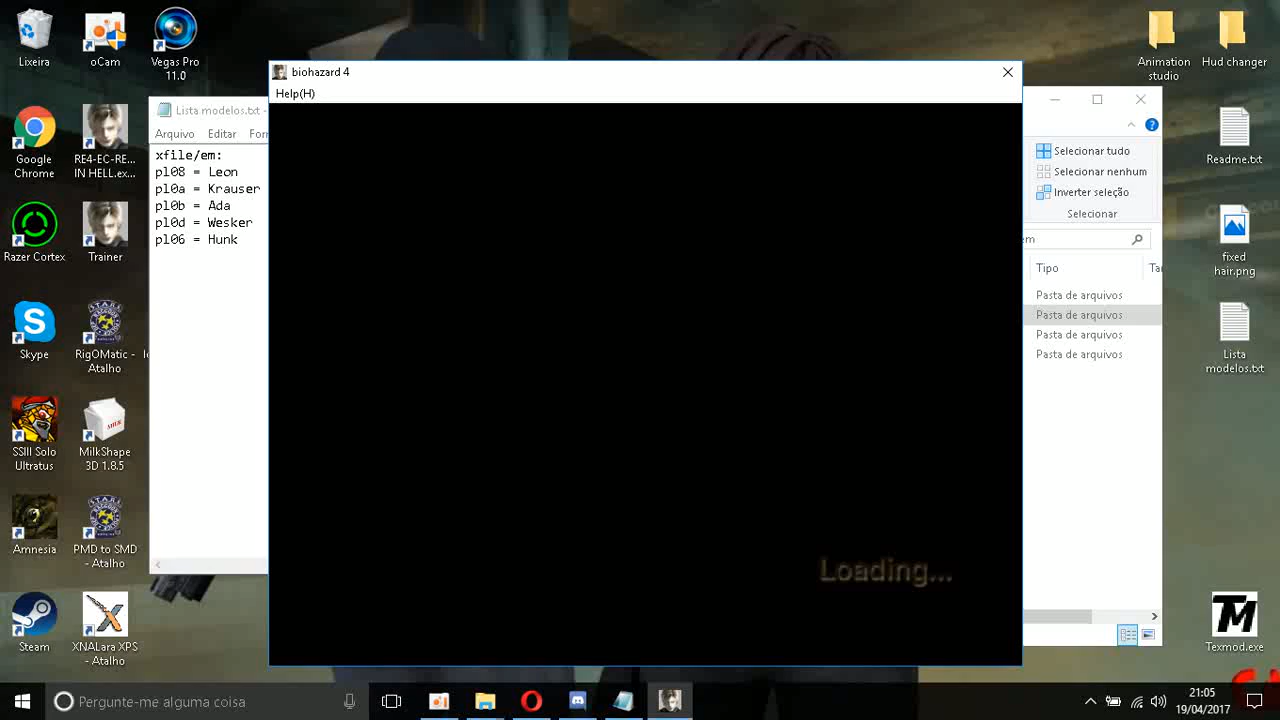 Lixeira
oCam
Vegas Pro
11.0
Google
Chrome
RE4-EC-RE...
IN HELL.ex...
Razer Cortex
Trainer
Skype
RigOMatic -
Atalho
SSIII Solo
Ultratus
MilkShape
3D 1.8.5
MILK
Amnesia
PMD to SMD
- Atalho
Steam
XNALara XPS
- Atalho
Lista modelos.txt -
Arquivo Editar
xfile/em:
pl08 = Leon
pl0a = Krauser
pl0b = Ada
pl0d = Wesker
pl06 = Hunk
biohazard 4
Help(H)
Loading...
Selecionar tudo
Selecionar nenhum
Inverter seleção
Selecionar
em
Tipo
Pasta de arquivos
Pasta de arquivos
Pasta de arquivos
Pasta de arquivos
Animation
studio
Hud changer
Readme.txt
fixed
hair.png
Lista
modelos.txt
TM
Texmod.exe
Pergunte-me alguma coisa
21:05
19/04/2017